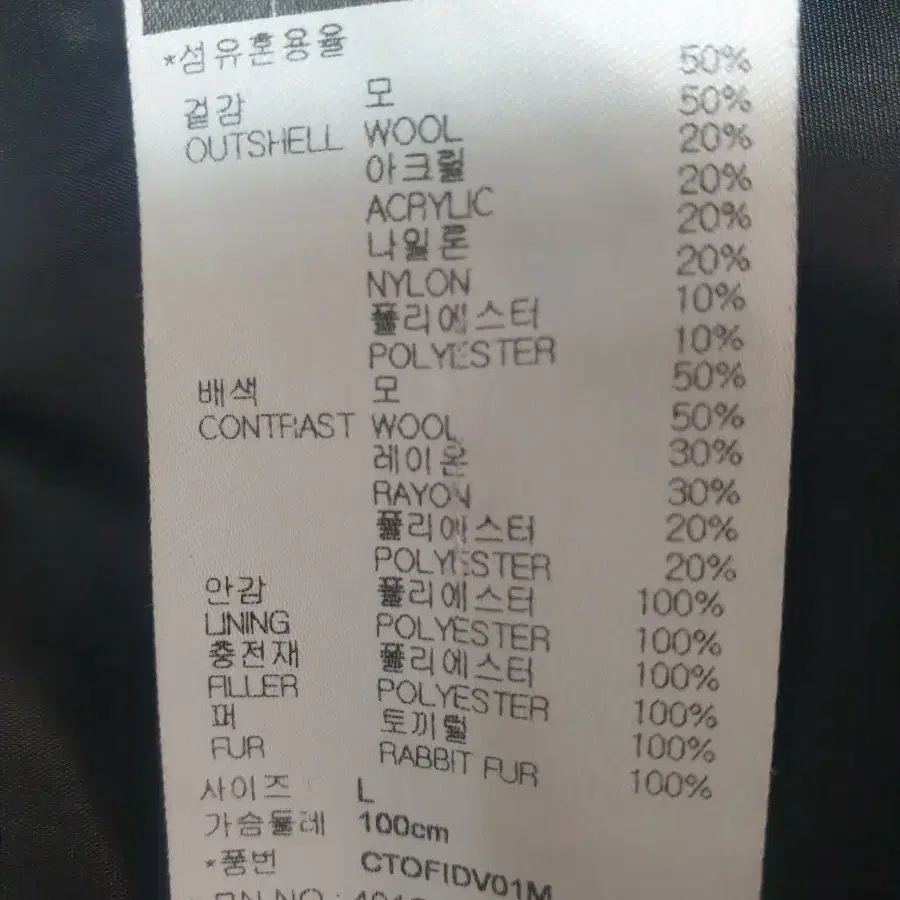 *섬유혼용율
겉감 모 50%
OUTSHELL WOOL 50%
아크릴 20%
ACRYLIC 20%
나일론 20%
NYLON 20%
폴리에스터 10%
POLYESTER 10%
배색 모 50%
CONTRAST WOOL 50%
레이온 30%
RAYON 30%
폴리에스터 20%
POLYESTER 20%
안감 폴리에스터 100%
LINING POLYESTER 100%
충전재 폴리에스터 100%
FILLER POLYESTER 100%
퍼 토끼털 100%
FUR RABBIT FUR 100%
사이즈 L
가슴둘레 100cm
*품번 CTOFIDV01M